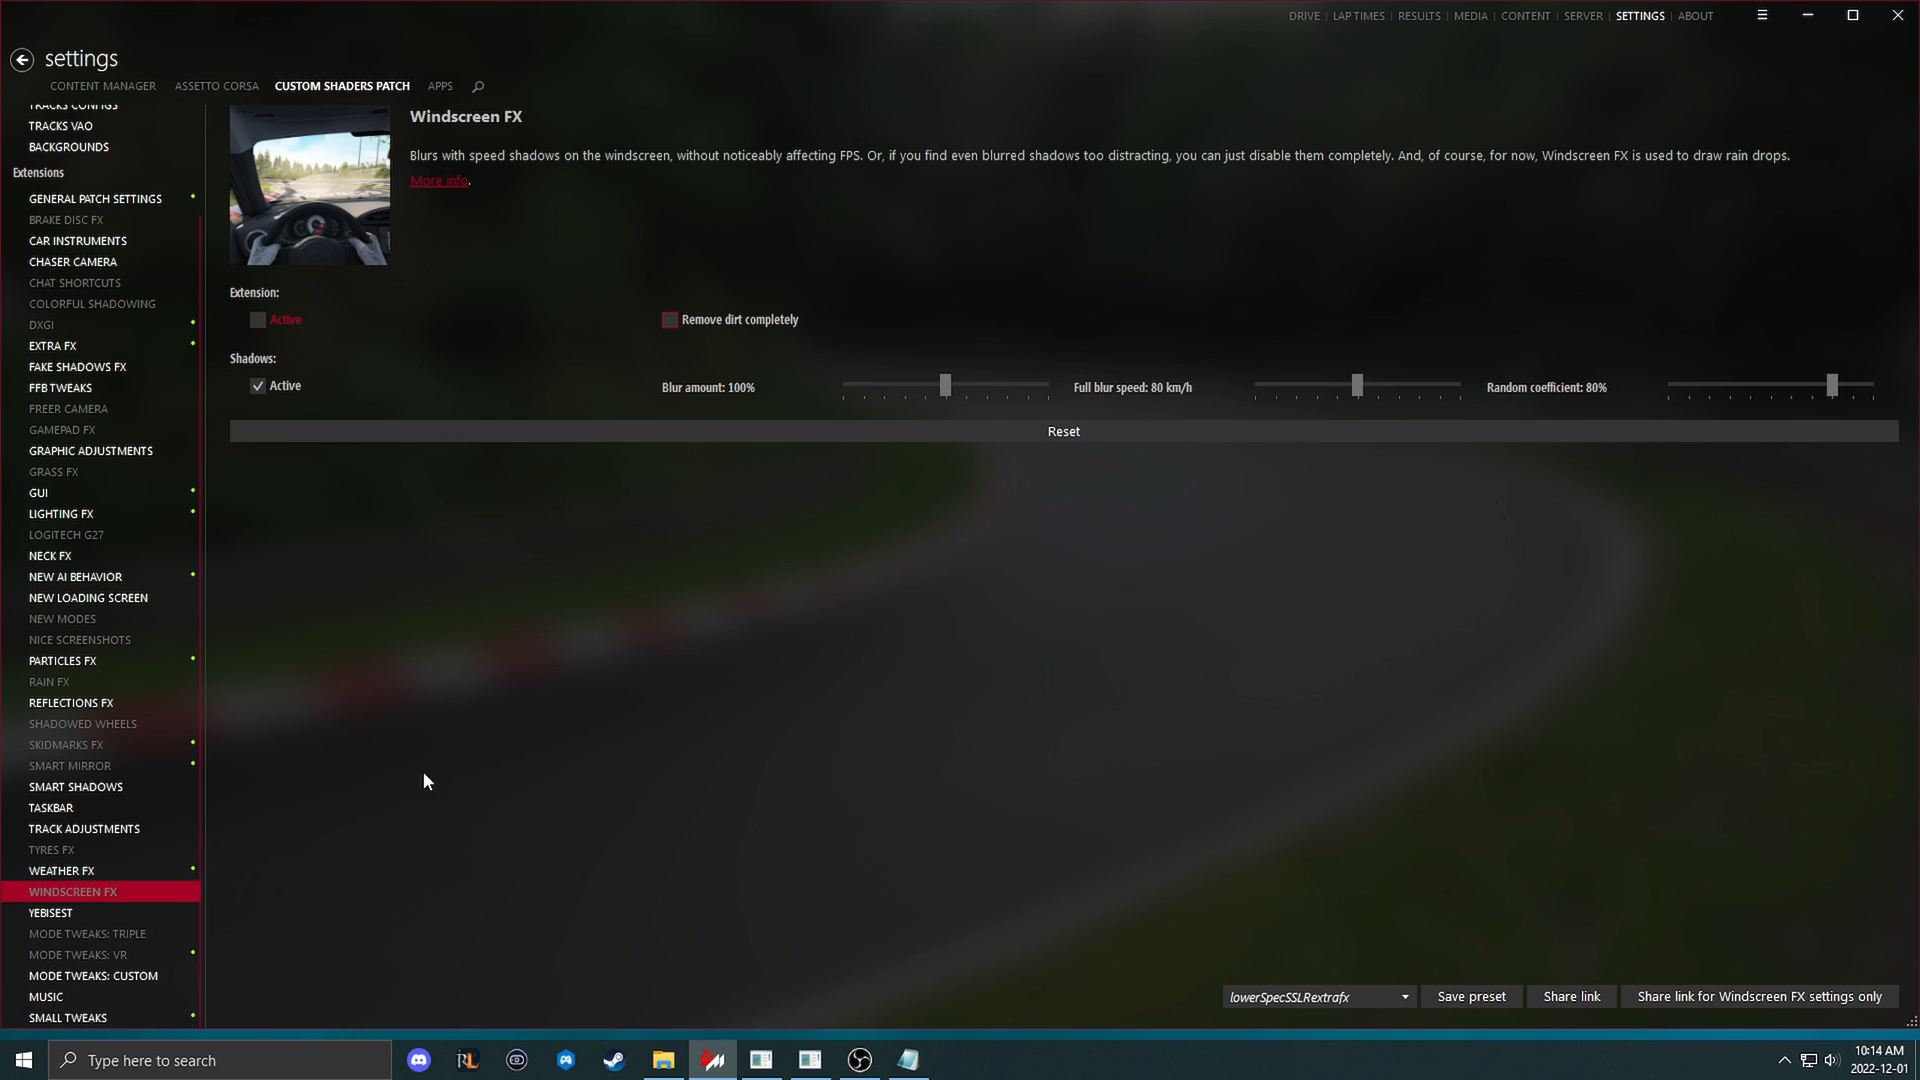 DRIVE | LAP TIMES | RESULTS | MEDIA | CONTENT | SERVER | SETTINGS | ABOUT
settings
CONTENT MANAGER ASSETTO CORSA CUSTOM SHADERS PATCH APPS
TRACKS CONFIGS
TRACKS VAO
BACKGROUNDS
Extensions
GENERAL PATCH SETTINGS
BRAKE DISC FX
CAR INSTRUMENTS
CHASER CAMERA
CHAT SHORTCUTS
COLORFUL SHADOWING
DXGI
EXTRA FX
FAKE SHADOWS FX
FFB TWEAKS
FREER CAMERA
GAMEPAD FX
GRAPHIC ADJUSTMENTS
GRASS FX
GUI
LIGHTING FX
LOGITECH G27
NECK FX
NEW AI BEHAVIOR
NEW LOADING SCREEN
NEW MODES
NICE SCREENSHOTS
PARTICLES FX
RAIN FX
REFLECTIONS FX
SHADOWED WHEELS
SKIDMARKS FX
SMART MIRROR
SMART SHADOWS
TASKBAR
TRACK ADJUSTMENTS
TYRES FX
WEATHER FX
WINDSCREEN FX
YEBISEST
MODE TWEAKS: TRIPLE
MODE TWEAKS: VR
MODE TWEAKS: CUSTOM
MUSIC
SMALL TWEAKS
Windscreen FX
Blurs with speed shadows on the windscreen, without noticeably affecting FPS. Or, if you find even blurred shadows too distracting, you can just disable them completely. And, of course, for now, Windscreen FX is used to draw rain drops.
More info.
Extension:
Active Remove dirt completely
Shadows:
Active Blur amount: 100% Full blur speed: 80 km/h Random coefficient: 80%
Reset
lowerSpecSSLRextrafx Save preset Share link Share link for Windscreen FX settings only
Type here to search
RL
10:14 AM
2022-12-01